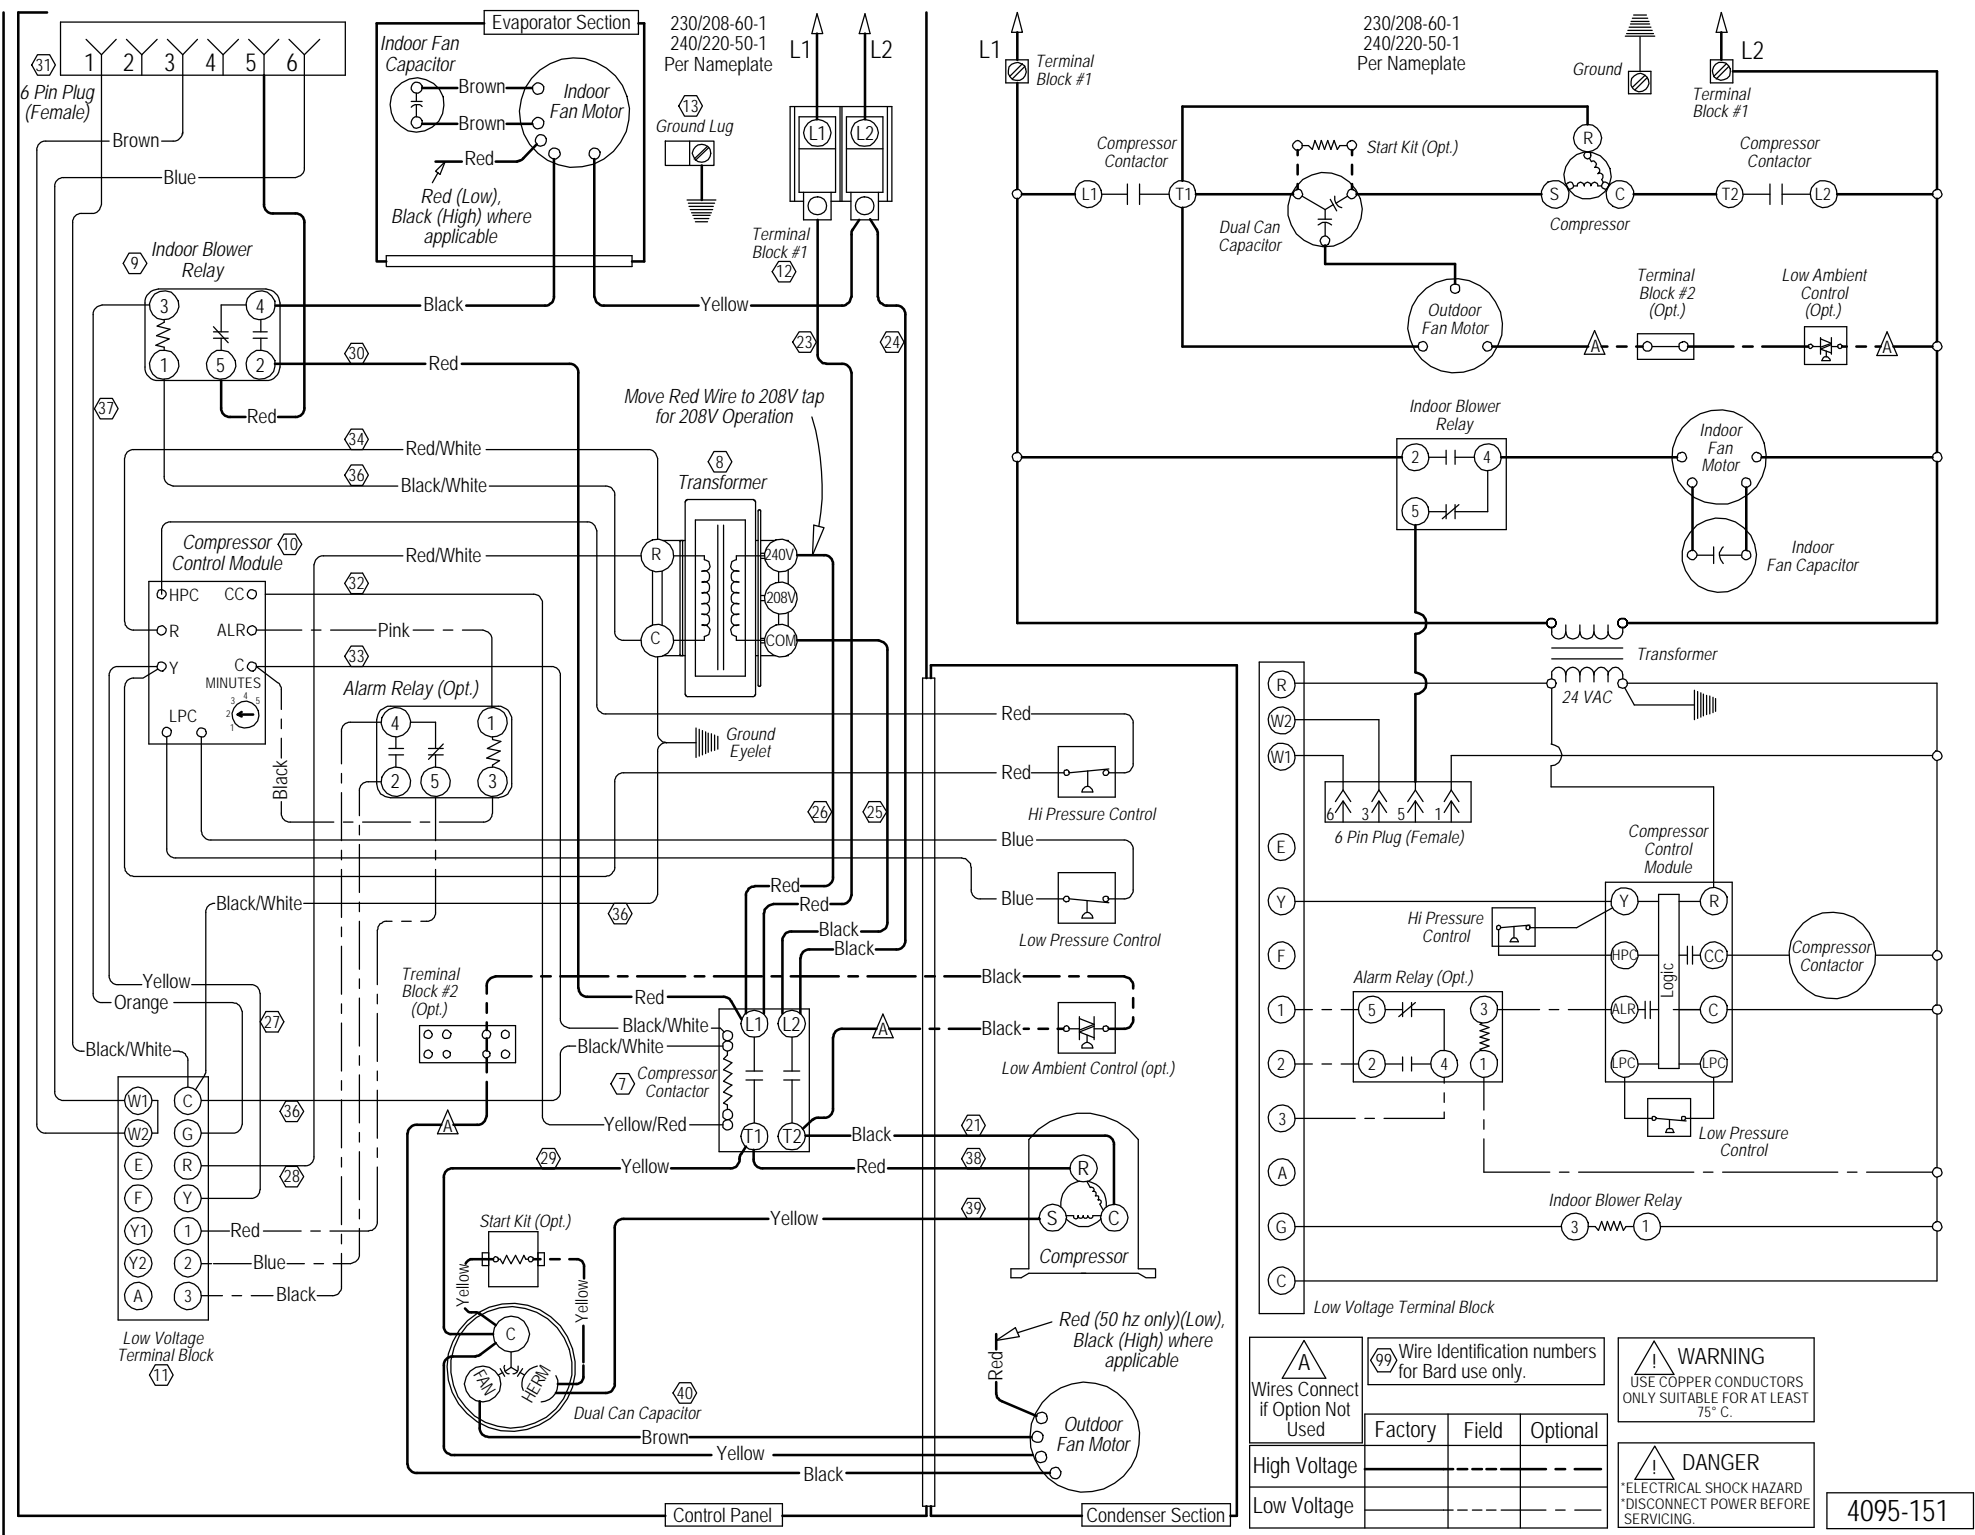 Evaporator Section
31
1 2 3 4 5 6
6 Pin Plug
(Female)
Brown
Blue
Indoor Fan
Capacitor
Brown
Brown
Indoor
Fan Motor
Red
Red (Low),
Black (High) where
applicable
230/208-60-1
240/220-50-1
Per Nameplate
13
Ground Lug
L1
L2
L1
L2
Terminal
Block #1
12
9
Indoor Blower
Relay
3
4
1
5
2
Black
Yellow
30
Red
Red
23
24
37
Move Red Wire to 208V tap
for 208V Operation
34
Red/White
36
Black/White
8
Transformer
Compressor
Control Module
10
Red/White
R
240V
208V
C
COM
32
HPC
CC
R
ALR
Pink
Y
C
33
MINUTES
1 2 3 4 5
LPC
Alarm Relay (Opt.)
4
1
2
5
3
Black
Ground
Eyelet
Red
Red
Hi Pressure Control
26
25
Blue
Blue
Low Pressure Control
Red
Red
Black
Black
Black/White
36
Yellow
Orange
27
Treminal
Block #2
(Opt.)
Black
Red
Black/White
Black/White
L1
L2
A
Black
Low Ambient Control (opt.)
7
Compressor
Contactor
Yellow/Red
T1
T2
Black/White
W1
C
36
W2
G
E
R
28
F
Y
Y1
1
Red
Y2
2
Blue
A
3
Black
Low Voltage
Terminal Block
11
A
29
Yellow
Black
21
Red
38
Yellow
39
R
S
C
Compressor
Start Kit (Opt.)
Yellow
Yellow
C
FAN
HERM
40
Dual Can Capacitor
Brown
Yellow
Black
Red
Red (50 hz only)(Low),
Black (High) where
applicable
Outdoor
Fan Motor
Control Panel
Condenser Section
L1
Terminal
Block #1
230/208-60-1
240/220-50-1
Per Nameplate
Ground
L2
Terminal
Block #1
Compressor
Contactor
L1
T1
Start Kit (Opt.)
Dual Can
Capacitor
R
S
C
Compressor
Compressor
Contactor
T2
L2
Outdoor
Fan Motor
A
Terminal
Block #2
(Opt.)
Low Ambient
Control
(Opt.)
A
Indoor Blower
Relay
2
4
5
Indoor
Fan
Motor
Indoor
Fan Capacitor
Transformer
24 VAC
R
W2
W1
E
Y
F
1
2
3
A
G
C
6 3 5 1
6 Pin Plug (Female)
Compressor
Control
Module
Hi Pressure
Control
Y
R
HPC
CC
Logic
ALR
C
LPC
LPC
Compressor
Contactor
Alarm Relay (Opt.)
5
3
2
4
1
Low Pressure
Control
Indoor Blower Relay
3
1
Low Voltage Terminal Block
A
Wires Connect
if Option Not
Used
99
Wire Identification numbers
for Bard use only.
Factory Field Optional
High Voltage
Low Voltage
! WARNING
USE COPPER CONDUCTORS
ONLY SUITABLE FOR AT LEAST
75° C.
! DANGER
*ELECTRICAL SHOCK HAZARD
*DISCONNECT POWER BEFORE
SERVICING.
4095-151